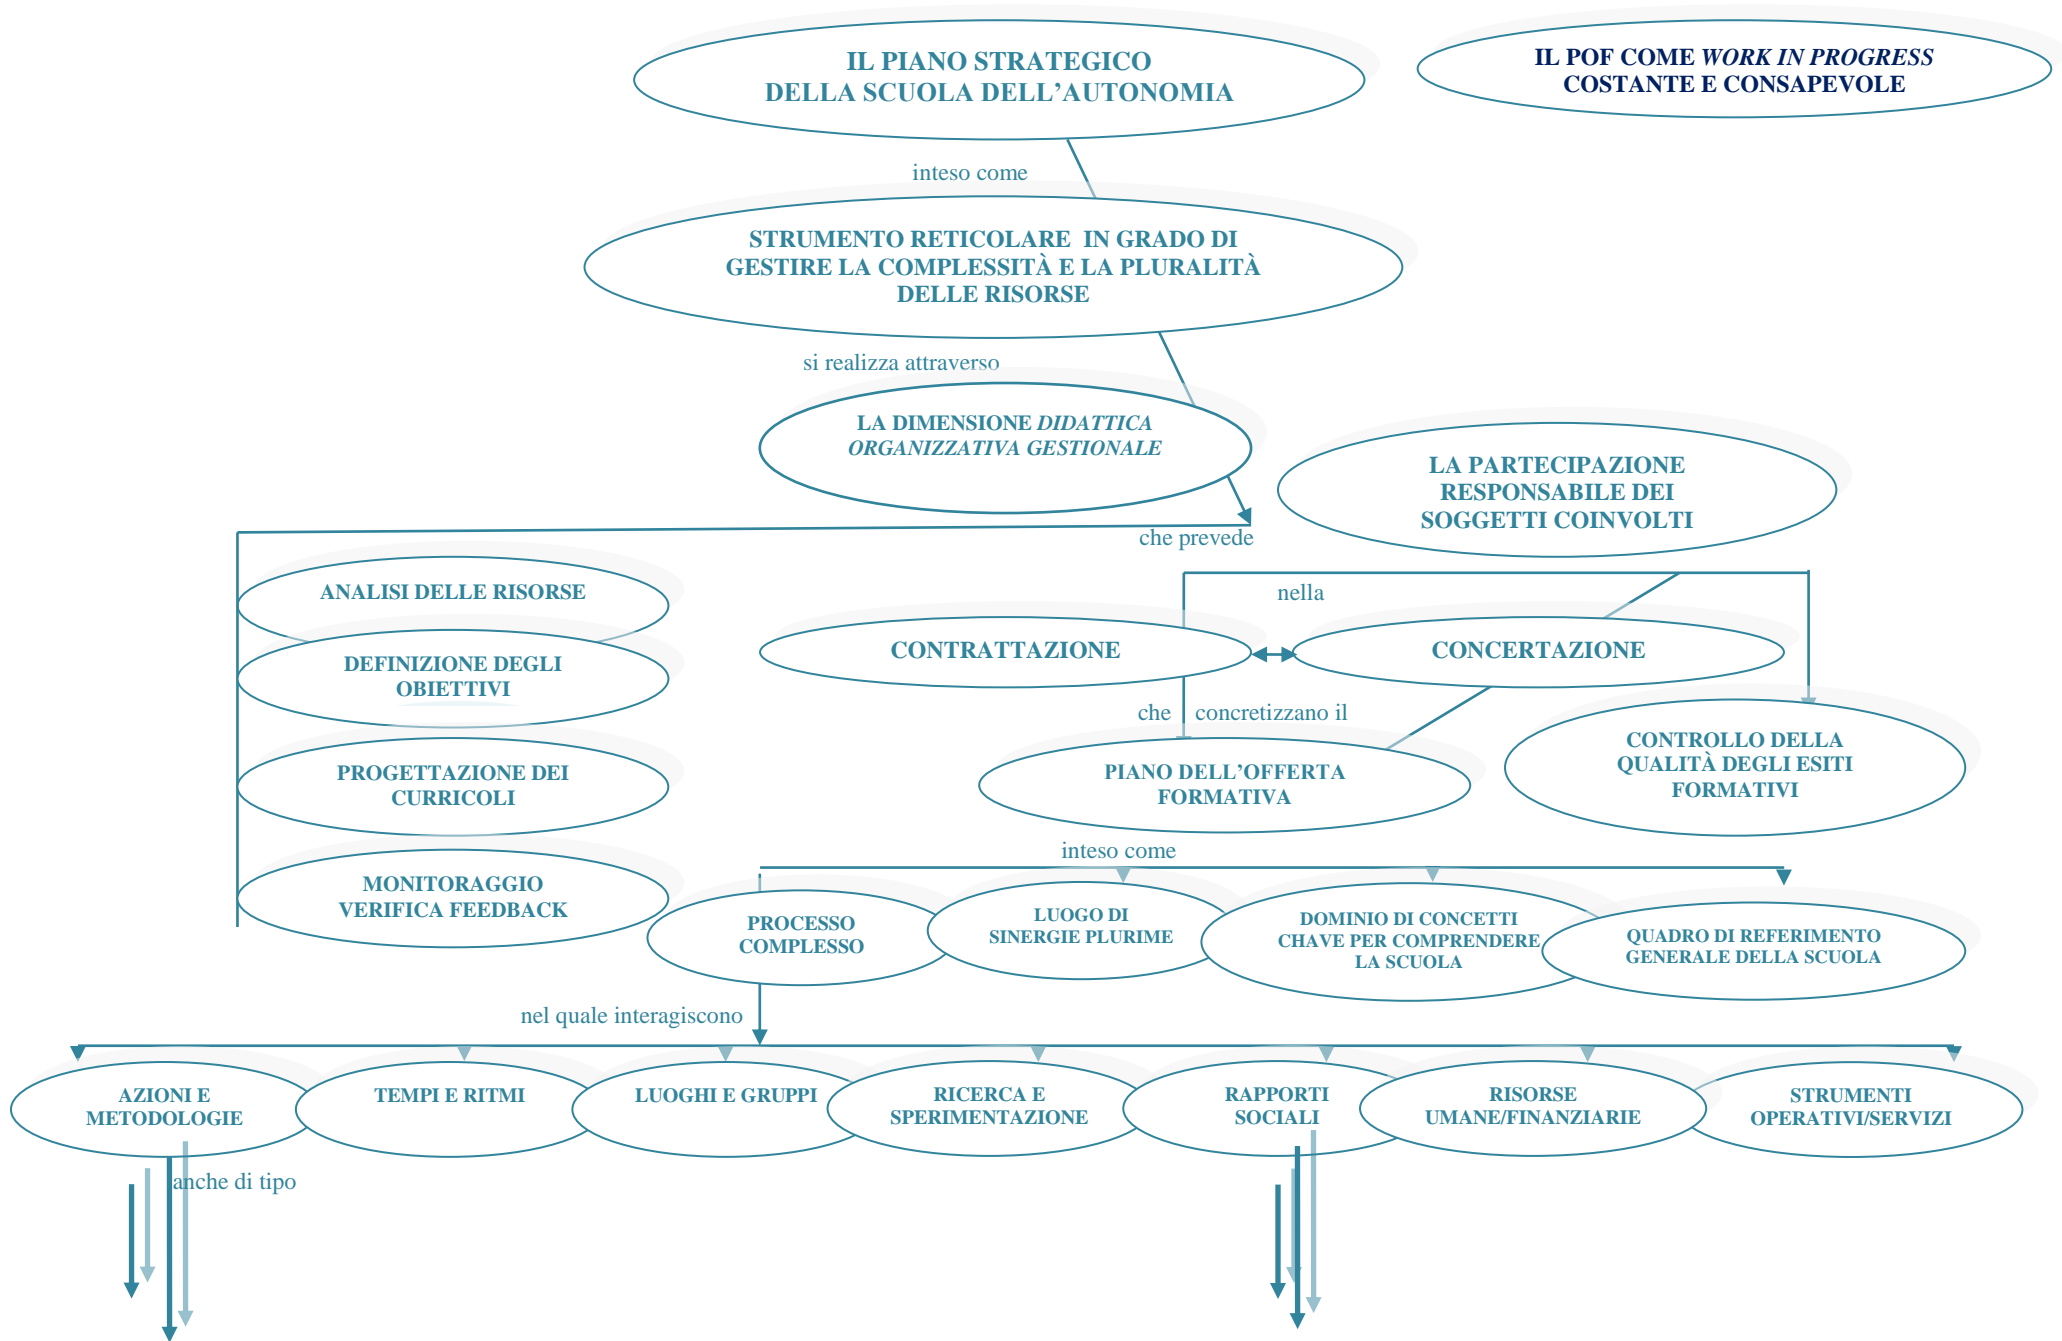 IL PIANO STRATEGICO
DELLA SCUOLA DELL'AUTONOMIA
IL POF COME WORK IN PROGRESS
COSTANTE E CONSAPEVOLE
inteso come
STRUMENTO RETICOLARE IN GRADO DI
GESTIRE LA COMPLESSITÀ E LA PLURALITÀ
DELLE RISORSE
si realizza attraverso
LA DIMENSIONE DIDATTICA
ORGANIZZATIVA GESTIONALE
LA PARTECIPAZIONE
RESPONSABILE DEI
SOGGETTI COINVOLTI
che prevede
ANALISI DELLE RISORSE
DEFINIZIONE DEGLI
OBIETTIVI
PROGETTAZIONE DEI
CURRICOLI
MONITORAGGIO
VERIFICA FEEDBACK
nella
CONTRATTAZIONE
CONCERTAZIONE
che concretizzano il
PIANO DELL'OFFERTA
FORMATIVA
CONTROLLO DELLA
QUALITÀ DEGLI ESITI
FORMATIVI
inteso come
PROCESSO
COMPLESSO
LUOGO DI
SINERGIE PLURIME
DOMINIO DI CONCETTI
CHAVE PER COMPRENDERE
LA SCUOLA
QUADRO DI REFERIMENTO
GENERALE DELLA SCUOLA
nel quale interagiscono
AZIONI E
METODOLOGIE
TEMPI E RITMI
LUOGHI E GRUPPI
RICERCA E
SPERIMENTAZIONE
RAPPORTI
SOCIALI
RISORSE
UMANE/FINANZIARIE
STRUMENTI
OPERATIVI/SERVIZI
anche di tipo